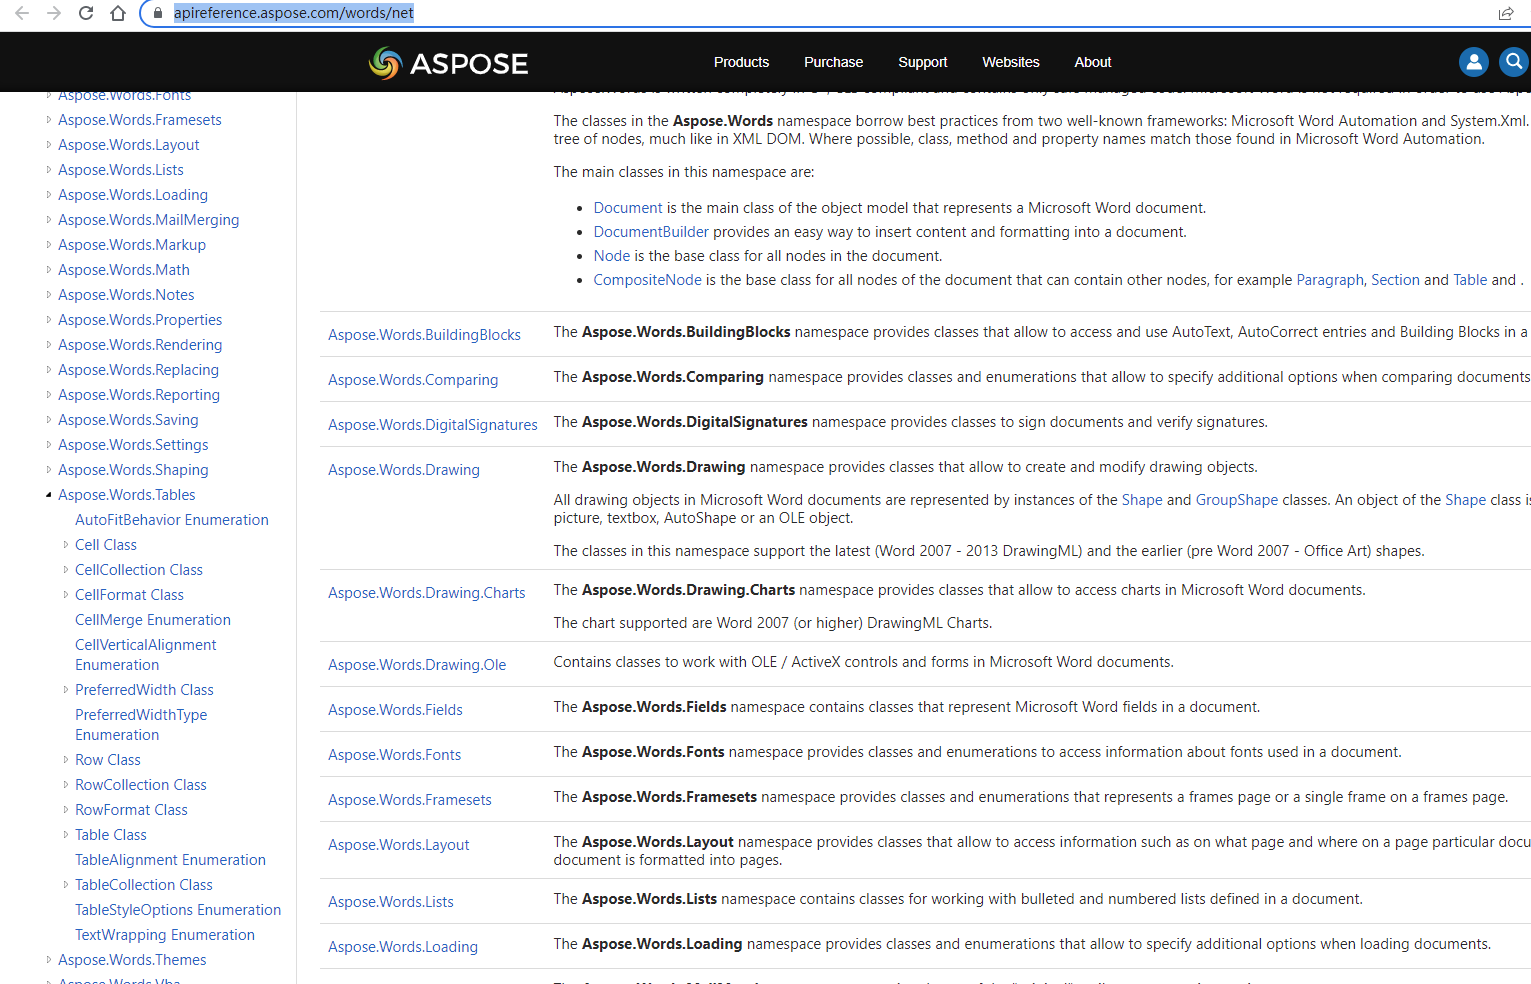 apireference.aspose.com/words/net
ASPOSE
Products
Purchase
Support
Websites
About
Aspose.Words.Fonts
Aspose.Words.Framesets
Aspose.Words.Layout
Aspose.Words.Lists
Aspose.Words.Loading
Aspose.Words.MailMerging
Aspose.Words.Markup
Aspose.Words.Math
Aspose.Words.Notes
Aspose.Words.Properties
Aspose.Words.Rendering
Aspose.Words.Replacing
Aspose.Words.Reporting
Aspose.Words.Saving
Aspose.Words.Settings
Aspose.Words.Shaping
Aspose.Words.Tables
AutoFitBehavior Enumeration
Cell Class
CellCollection Class
CellFormat Class
CellMerge Enumeration
CellVerticalAlignment
Enumeration
PreferredWidth Class
PreferredWidthType
Enumeration
Row Class
RowCollection Class
RowFormat Class
Table Class
TableAlignment Enumeration
TableCollection Class
TableStyleOptions Enumeration
TextWrapping Enumeration
Aspose.Words.Themes
Aspose.Words.Vba
The classes in the Aspose.Words namespace borrow best practices from two well-known frameworks: Microsoft Word Automation and System.Xml.
tree of nodes, much like in XML DOM. Where possible, class, method and property names match those found in Microsoft Word Automation.
The main classes in this namespace are:
• Document is the main class of the object model that represents a Microsoft Word document.
• DocumentBuilder provides an easy way to insert content and formatting into a document.
• Node is the base class for all nodes in the document.
• CompositeNode is the base class for all nodes of the document that can contain other nodes, for example Paragraph, Section and Table and .
Aspose.Words.BuildingBlocks
The Aspose.Words.BuildingBlocks namespace provides classes that allow to access and use AutoText, AutoCorrect entries and Building Blocks in a
Aspose.Words.Comparing
The Aspose.Words.Comparing namespace provides classes and enumerations that allow to specify additional options when comparing documents
Aspose.Words.DigitalSignatures
The Aspose.Words.DigitalSignatures namespace provides classes to sign documents and verify signatures.
Aspose.Words.Drawing
The Aspose.Words.Drawing namespace provides classes that allow to create and modify drawing objects.
All drawing objects in Microsoft Word documents are represented by instances of the Shape and GroupShape classes. An object of the Shape class is
picture, textbox, AutoShape or an OLE object.
The classes in this namespace support the latest (Word 2007 - 2013 DrawingML) and the earlier (pre Word 2007 - Office Art) shapes.
Aspose.Words.Drawing.Charts
The Aspose.Words.Drawing.Charts namespace provides classes that allow to access charts in Microsoft Word documents.
The chart supported are Word 2007 (or higher) DrawingML Charts.
Aspose.Words.Drawing.Ole
Contains classes to work with OLE / ActiveX controls and forms in Microsoft Word documents.
Aspose.Words.Fields
The Aspose.Words.Fields namespace contains classes that represent Microsoft Word fields in a document.
Aspose.Words.Fonts
The Aspose.Words.Fonts namespace provides classes and enumerations to access information about fonts used in a document.
Aspose.Words.Framesets
The Aspose.Words.Framesets namespace provides classes and enumerations that represents a frames page or a single frame on a frames page.
Aspose.Words.Layout
The Aspose.Words.Layout namespace provides classes that allow to access information such as on what page and where on a page particular docu
document is formatted into pages.
Aspose.Words.Lists
The Aspose.Words.Lists namespace contains classes for working with bulleted and numbered lists defined in a document.
Aspose.Words.Loading
The Aspose.Words.Loading namespace provides classes and enumerations that allow to specify additional options when loading documents.